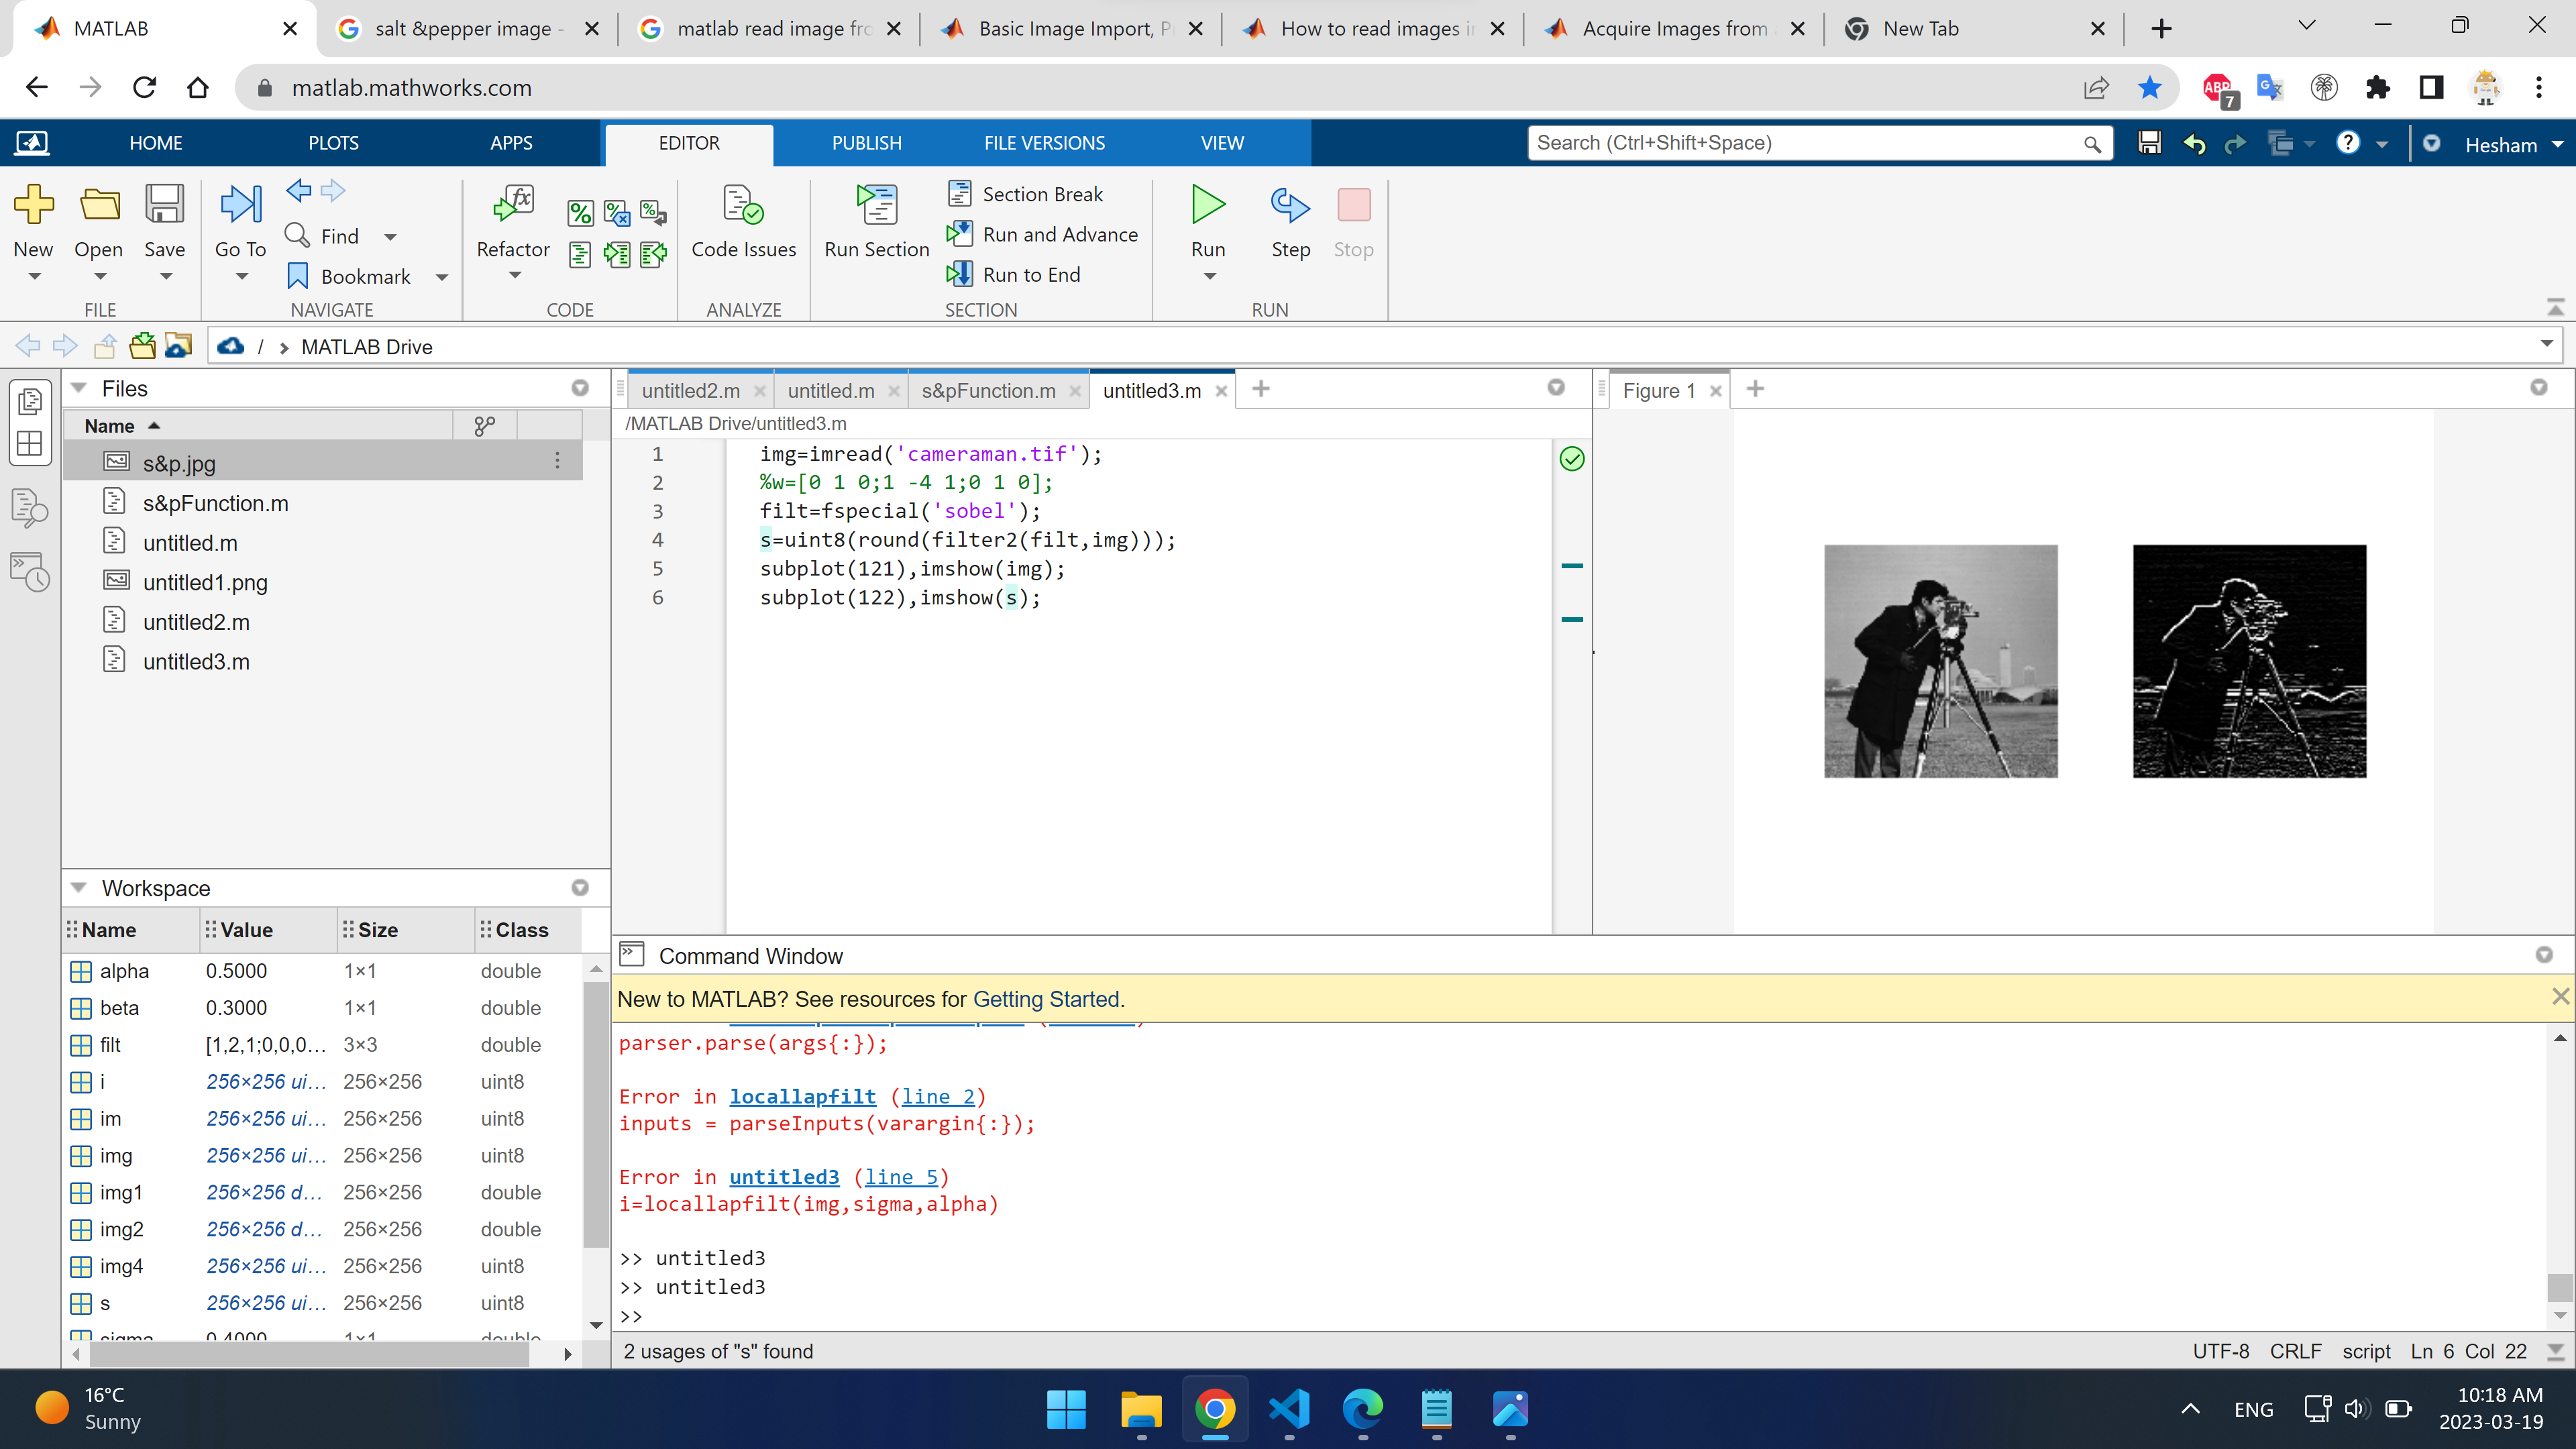 MATLAB
salt &pepper image -
matlab read image fro
Basic Image Import, P
How to read images i
Acquire Images from
New Tab
matlab.mathworks.com
ABP
7
HOME
PLOTS
APPS
EDITOR
PUBLISH
FILE VERSIONS
VIEW
Search (Ctrl+Shift+Space)
Hesham
New
Open
Save
FILE
Go To
Find
Bookmark
NAVIGATE
Refactor
CODE
Code Issues
ANALYZE
Run Section
Section Break
Run and Advance
Run to End
SECTION
Run
Step
Stop
RUN
/ › MATLAB Drive
Files
Name
s&p.jpg
s&pFunction.m
untitled.m
untitled1.png
untitled2.m
untitled3.m
untitled2.m
untitled.m
s&pFunction.m
untitled3.m
/MATLAB Drive/untitled3.m
1 img=imread('cameraman.tif');
2 %w=[0 1 0;1 -4 1;0 1 0];
3 filt=fspecial('sobel');
4 s=uint8(round(filter2(filt,img)));
5 subplot(121),imshow(img);
6 subplot(122),imshow(s);
Figure 1
Workspace
Name Value Size Class
alpha 0.5000 1×1 double
beta 0.3000 1×1 double
filt [1,2,1;0,0,0... 3×3 double
i 256×256 ui... 256×256 uint8
im 256×256 ui... 256×256 uint8
img 256×256 ui... 256×256 uint8
img1 256×256 d... 256×256 double
img2 256×256 d... 256×256 double
img4 256×256 ui... 256×256 uint8
s 256×256 ui... 256×256 uint8
sigma 0.4000 1×1 double
Command Window
New to MATLAB? See resources for Getting Started.
parser.parse(args{:});
Error in locallapfilt (line 2)
inputs = parseInputs(varargin{:});
Error in untitled3 (line 5)
i=locallapfilt(img,sigma,alpha)
>> untitled3
>> untitled3
>>
2 usages of "s" found
UTF-8 CRLF script Ln 6 Col 22
16°C
Sunny
ENG
10:18 AM
2023-03-19